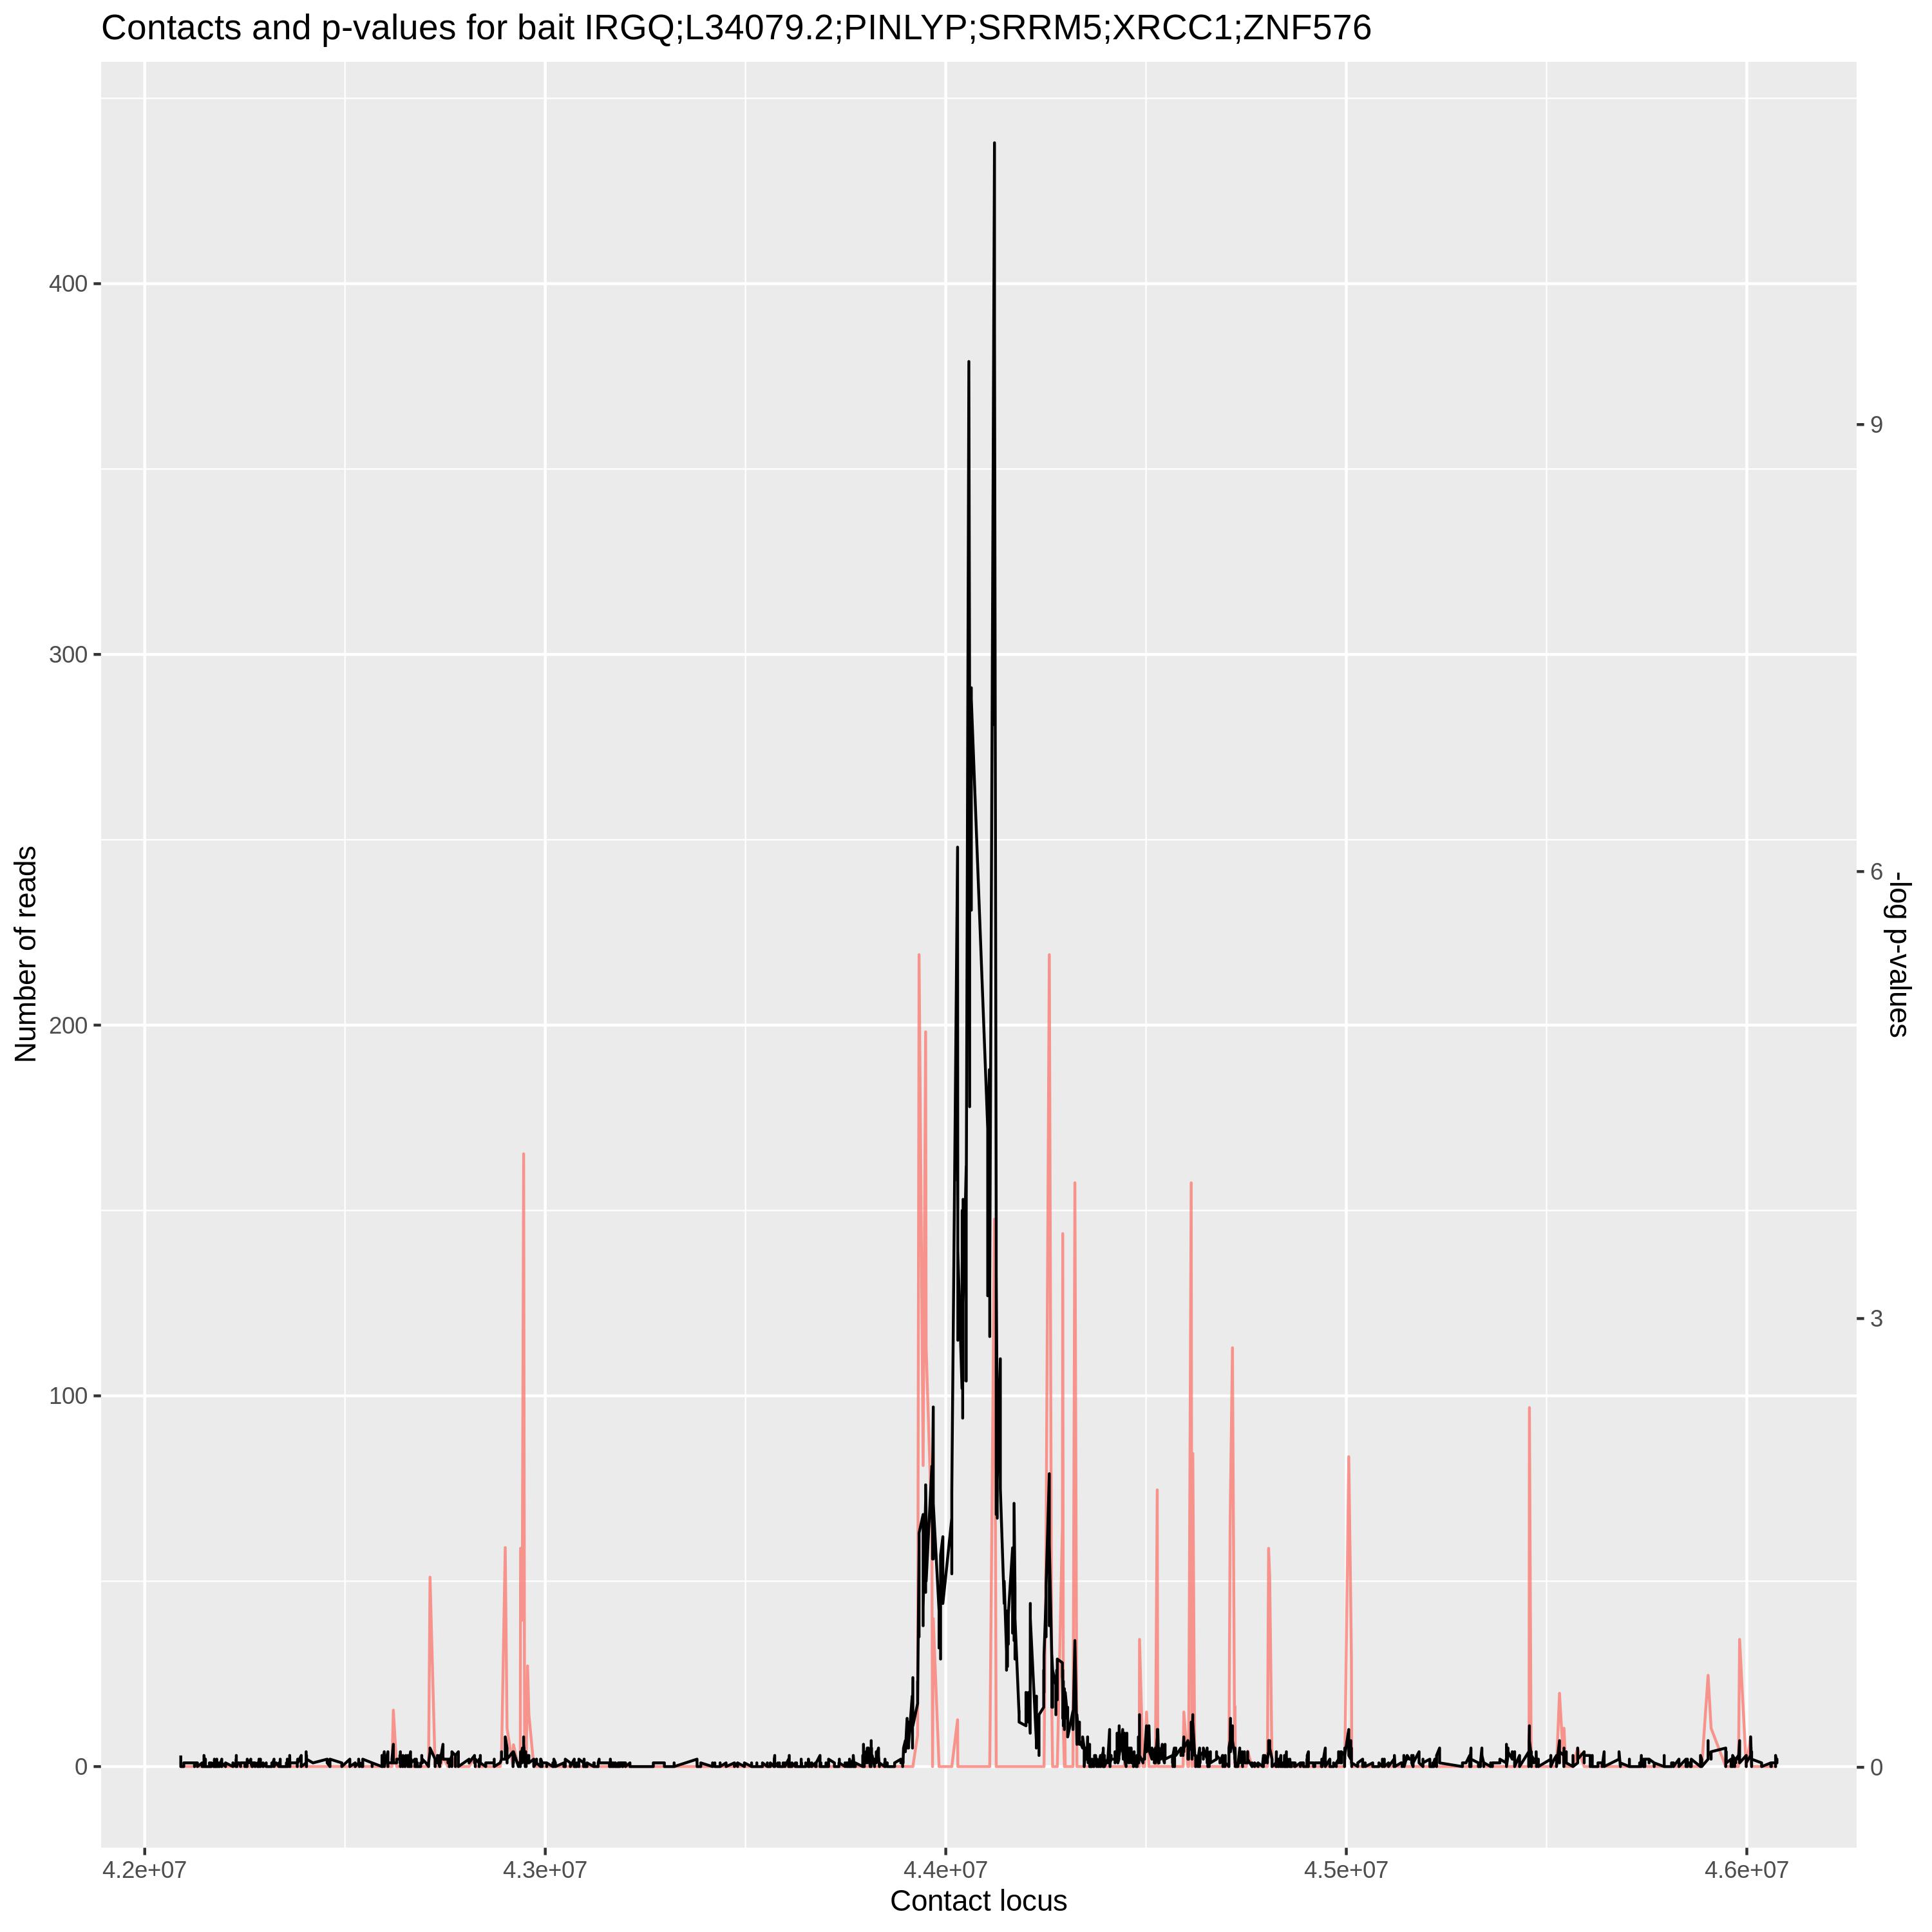 Contacts and p-values for bait IRGQ;L34079.2;PINLYP;SRRM5;XRCC1;ZNF576
Number of reads
400
300
200
100
0
9
6
3
0
-log p-values
4.2e+07
4.3e+07
4.4e+07
4.5e+07
4.6e+07
Contact locus